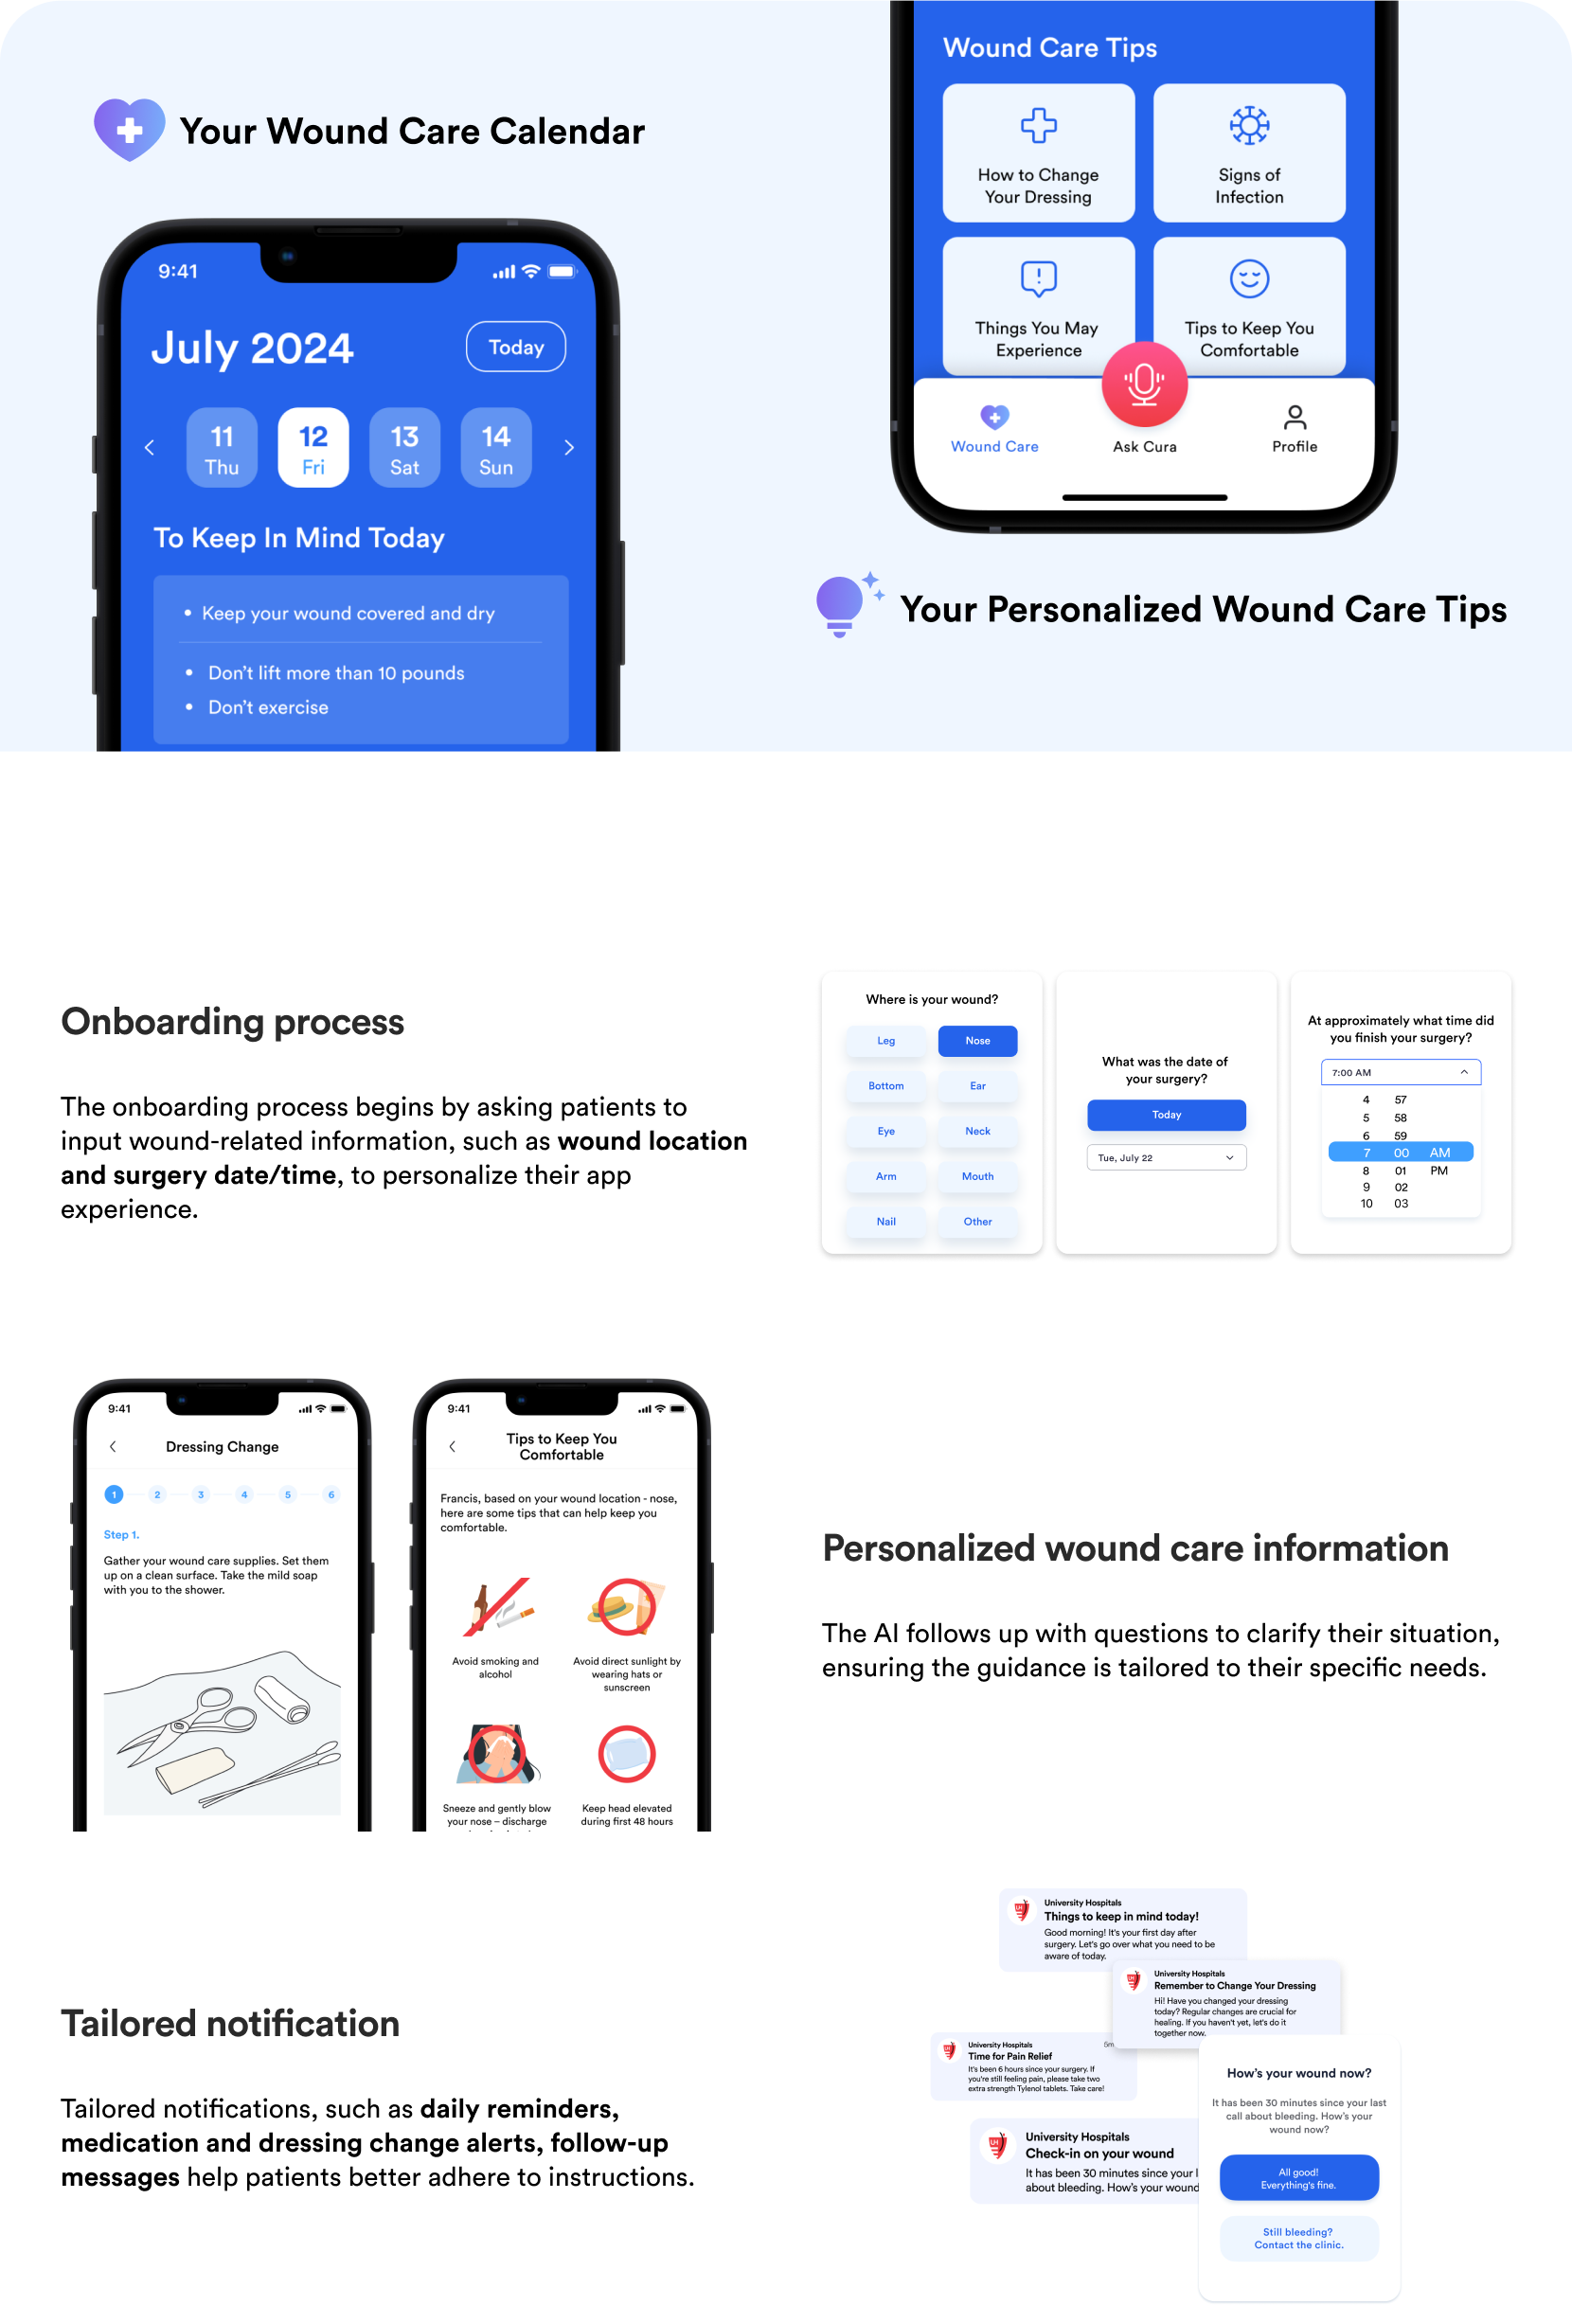 Your Wound Care Calendar
9:41
July 2024
Today
11
Thu
12
Fri
13
Sat
14
Sun
To Keep In Mind Today
• Keep your wound covered and dry
• Don’t lift more than 10 pounds
• Don’t exercise
Wound Care Tips
How to Change
Your Dressing
Signs of
Infection
Things You May
Experience
Tips to Keep You
Comfortable
Wound Care
Ask Cura
Profile
Your Personalized Wound Care Tips
Onboarding process
The onboarding process begins by asking patients to
input wound-related information, such as wound location
and surgery date/time, to personalize their app
experience.
Where is your wound?
Leg
Nose
Bottom
Ear
Eye
Neck
Arm
Mouth
Nail
Other
What was the date of
your surgery?
Today
Tue, July 22
At approximately what time did
you finish your surgery?
7:00 AM
4 57
5 58
6 59
7 00 AM
8 01 PM
9 02
10 03
9:41
Dressing Change
1 2 3 4 5 6
Step 1.
Gather your wound care supplies. Set them
up on a clean surface. Take the mild soap
with you to the shower.
9:41
Tips to Keep You
Comfortable
Francis, based on your wound location - nose,
here are some tips that can help keep you
comfortable.
Avoid smoking and
alcohol
Avoid direct sunlight by
wearing hats or
sunscreen
Sneeze and gently blow
your nose – discharge
Keep head elevated
during first 48 hours
Personalized wound care information
The AI follows up with questions to clarify their situation,
ensuring the guidance is tailored to their specific needs.
Tailored notification
Tailored notifications, such as daily reminders,
medication and dressing change alerts, follow-up
messages help patients better adhere to instructions.
University Hospitals
Things to keep in mind today!
Good morning! It's your first day after
surgery. Let's go over what you need to be
aware of today.
University Hospitals
Remember to Change Your Dressing
Hi! Have you changed your dressing
today? Regular changes are crucial for
healing. If you haven't yet, let's do it
together now.
University Hospitals
5m
Time for Pain Relief
It's been 6 hours since your surgery. If
you're still feeling pain, please take two
extra strength Tylenol tablets. Take care!
University Hospitals
Check-in on your wound
It has been 30 minutes since your l
about bleeding. How’s your wound
How’s your wound now?
It has been 30 minutes since your last
call about bleeding. How’s your
wound now?
All good!
Everything’s fine.
Still bleeding?
Contact the clinic.